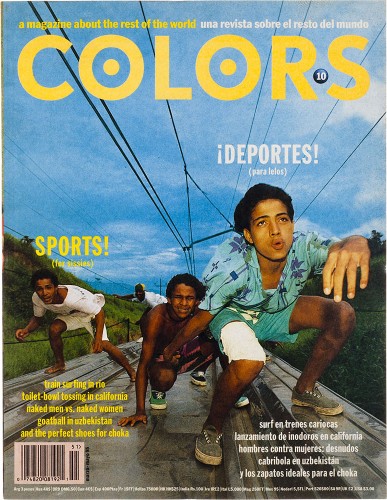 a magazine about the rest of the world una revista sobre el resto del mundo
COLORS
10
¡DEPORTES!
(para lelos)
SPORTS!
(for sissies)
train surfing in rio
toilet-bowl tossing in california
naked men vs. naked women
goatball in uzbekistan
and the perfect shoes for choka
surf en trenes cariocas
lanzamiento de inodoros en california
hombres contra mujeres: desnudos
cabribola en uzbekistán
y los zapatos ideales para el choka
51>